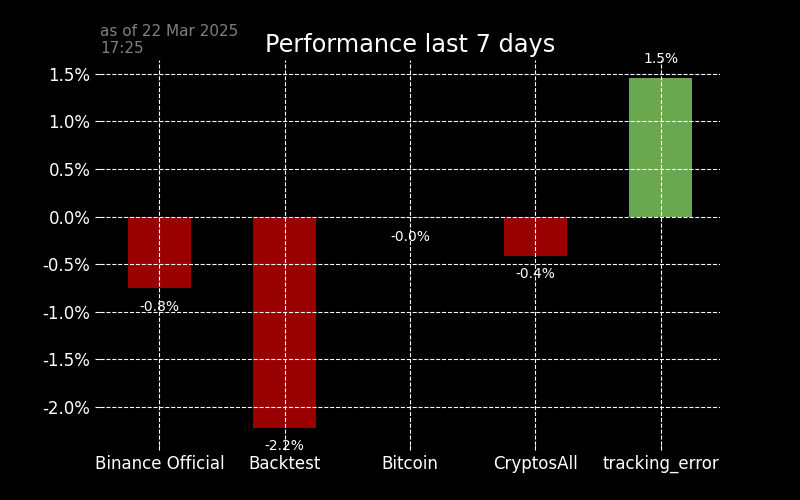 as of 22 Mar 2025
17:25
Performance last 7 days
1.5%
1.5%
1.0%
0.5%
0.0%
-0.0%
-0.5%
-0.4%
-0.8%
-1.0%
-1.5%
-2.0%
-2.2%
Binance Official
Backtest
Bitcoin
CryptosAll
tracking_error